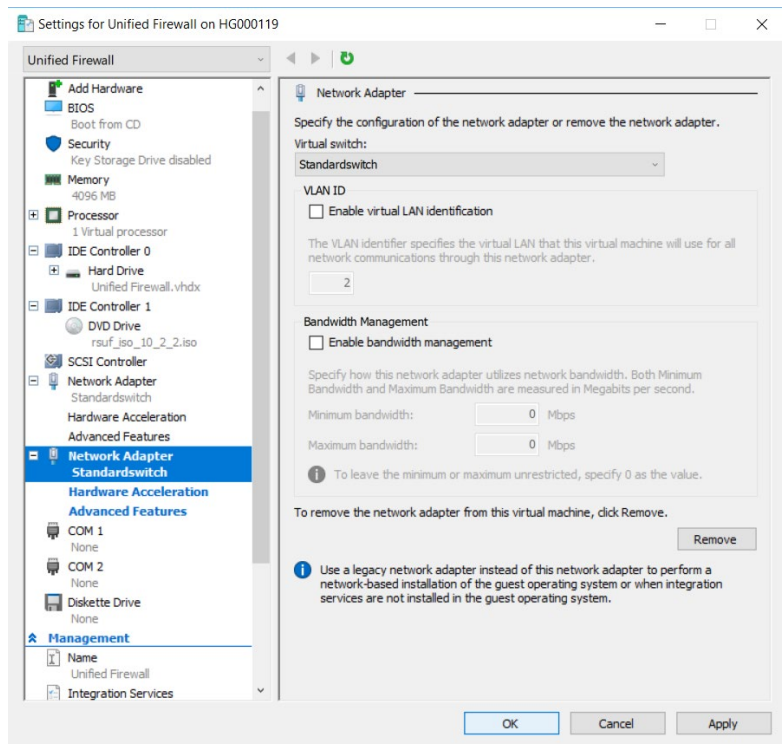 Settings for Unified Firewall on HG000119
Unified Firewall
Add Hardware
BIOS
Boot from CD
Security
Key Storage Drive disabled
Memory
4096 MB
Processor
1 Virtual processor
IDE Controller 0
Hard Drive
Unified Firewall.vhdx
IDE Controller 1
DVD Drive
rsuf_iso_10_2_2.iso
SCSI Controller
Network Adapter
Standardswitch
Hardware Acceleration
Advanced Features
Network Adapter
Standardswitch
Hardware Acceleration
Advanced Features
COM 1
None
COM 2
None
Diskette Drive
None
Management
Name
Unified Firewall
Integration Services
Network Adapter
Specify the configuration of the network adapter or remove the network adapter.
Virtual switch:
Standardswitch
VLAN ID
Enable virtual LAN identification
The VLAN identifier specifies the virtual LAN that this virtual machine will use for all
network communications through this network adapter.
2
Bandwidth Management
Enable bandwidth management
Specify how this network adapter utilizes network bandwidth. Both Minimum
Bandwidth and Maximum Bandwidth are measured in Megabits per second.
Minimum bandwidth: 0 Mbps
Maximum bandwidth: 0 Mbps
To leave the minimum or maximum unrestricted, specify 0 as the value.
To remove the network adapter from this virtual machine, click Remove.
Remove
Use a legacy network adapter instead of this network adapter to perform a
network-based installation of the guest operating system or when integration
services are not installed in the guest operating system.
OK Cancel Apply